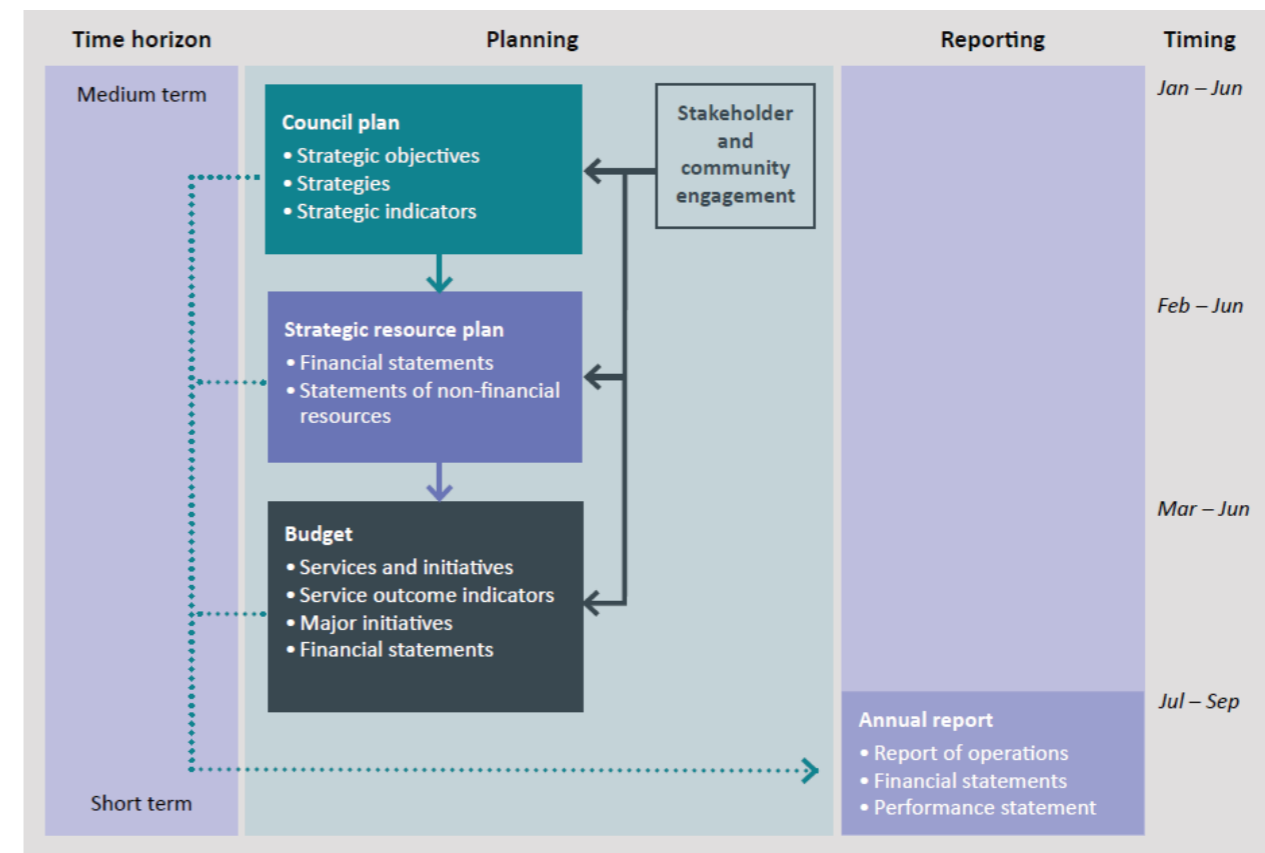 Time horizon
Planning
Reporting
Timing
Medium term
Council plan
• Strategic objectives
• Strategies
• Strategic indicators
Stakeholder
and
community
engagement
Jan – Jun
Strategic resource plan
• Financial statements
• Statements of non-financial
resources
Feb – Jun
Budget
• Services and initiatives
• Service outcome indicators
• Major initiatives
• Financial statements
Mar – Jun
Annual report
• Report of operations
• Financial statements
• Performance statement
Jul – Sep
Short term